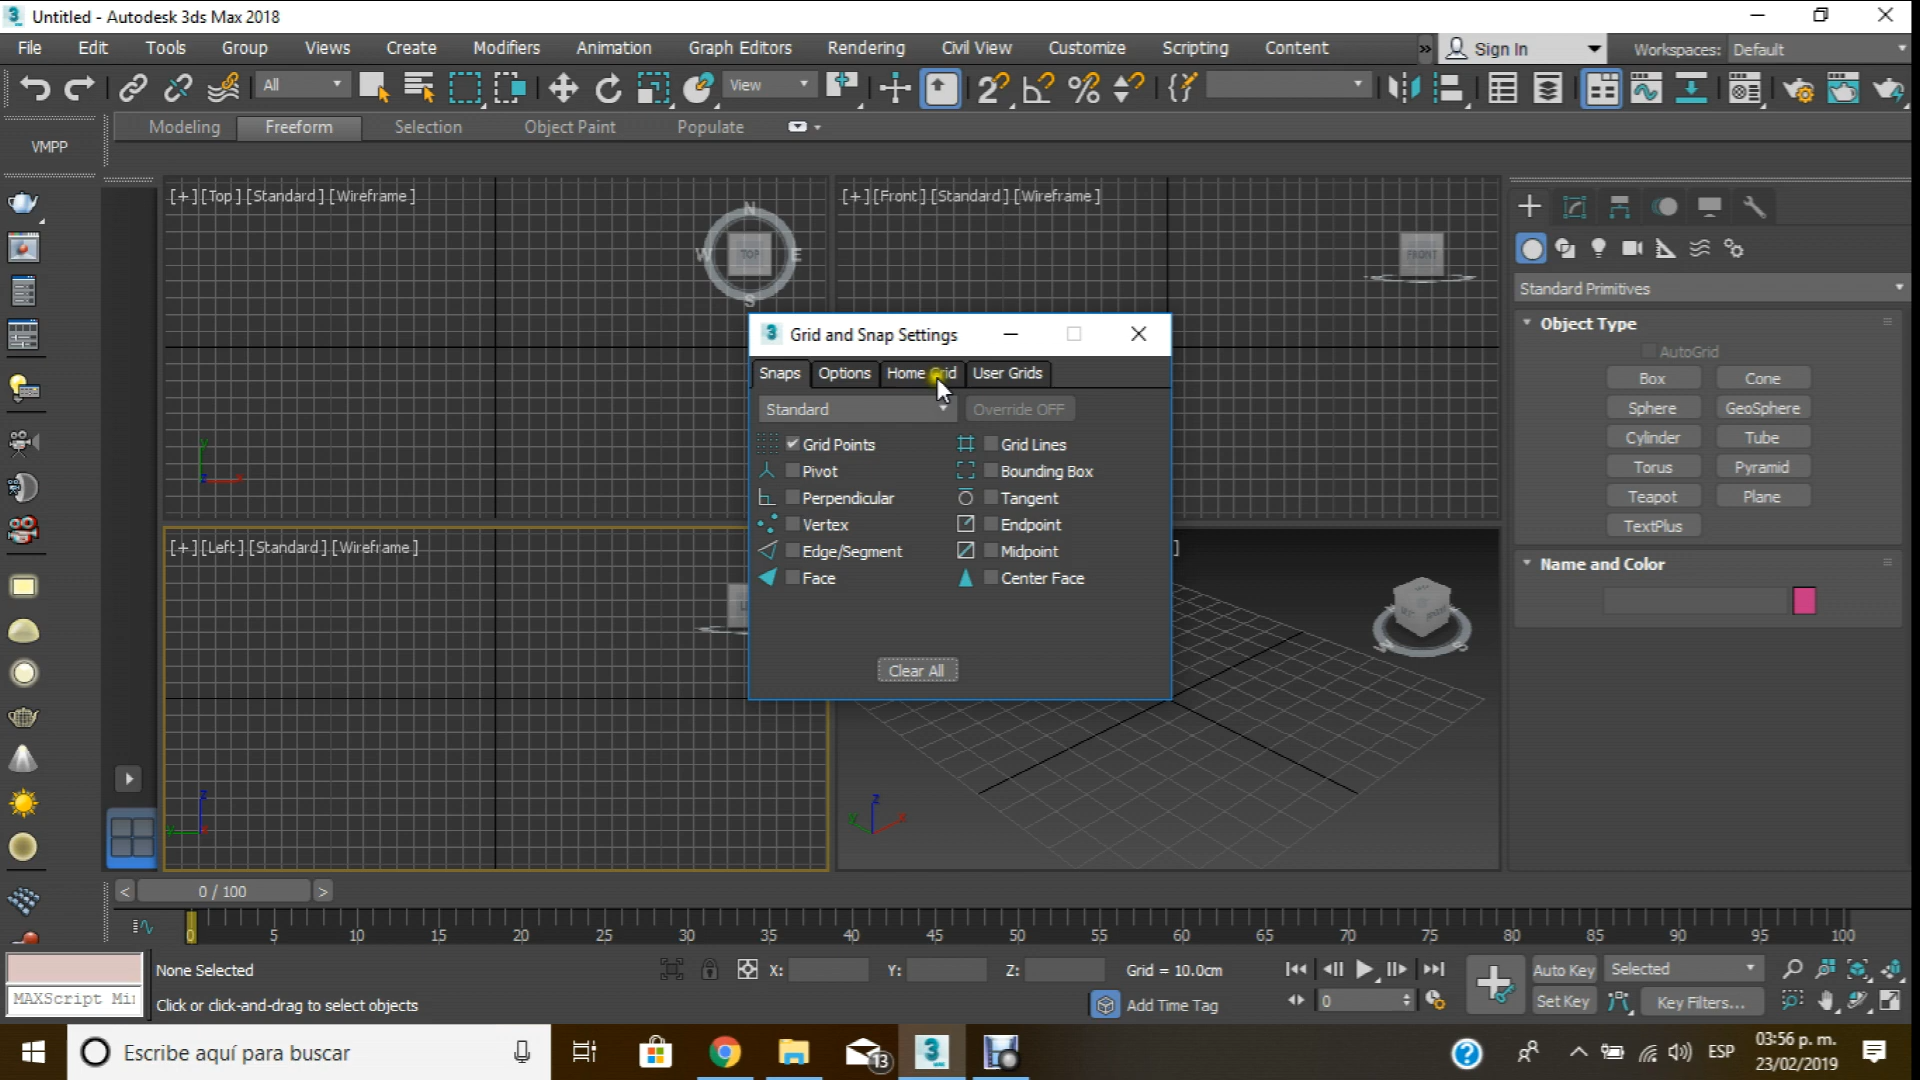 Untitled - Autodesk 3ds Max 2018
File Edit Tools Group Views Create Modifiers Animation Graph Editors Rendering Civil View Customize Scripting Content » Sign In Workspaces: Default
All View
Modeling Freeform Selection Object Paint Populate
VMPP
[+][Top][Standard][Wireframe]
[+][Front][Standard][Wireframe]
N
W TOP E
S
FRONT
Standard Primitives
Object Type
AutoGrid
Box Cone
Sphere GeoSphere
Cylinder Tube
Torus Pyramid
Teapot Plane
TextPlus
Name and Color
Grid and Snap Settings
Snaps Options Home Grid User Grids
Standard Override OFF
Grid Points Grid Lines
Pivot Bounding Box
Perpendicular Tangent
Vertex Endpoint
Edge/Segment Midpoint
Face Center Face
Clear All
y
z x
[+][Left][Standard][Wireframe]
]
W S
z
y x
z
y x
< 0 / 100 >
0 5 10 15 20 25 30 35 40 45 50 55 60 65 70 75 80 85 90 95 100
None Selected X: Y: Z: Grid = 10.0cm Auto Key Selected
MAXScript Mi Click or click-and-drag to select objects Add Time Tag 0 Set Key Key Filters...
Escribe aquí para buscar 13 ESP 03:56 p. m.
23/02/2019